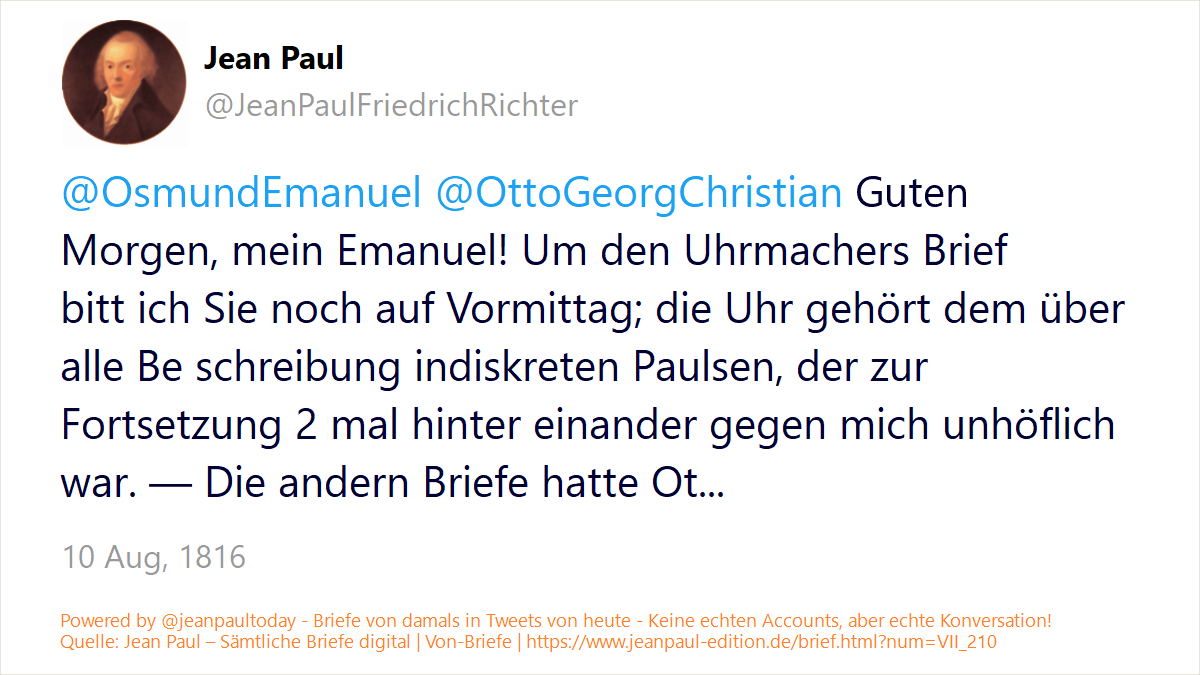 Jean Paul
@JeanPaulFriedrichRichter
@OsmundEmanuel @OttoGeorgChristian Guten
Morgen, mein Emanuel! Um den Uhrmachers Brief
bitt ich Sie noch auf Vormittag; die Uhr gehört dem über
alle Be schreibung indiskreten Paulsen, der zur
Fortsetzung 2 mal hinter einander gegen mich unhöflich
war. — Die andern Briefe hatte Ot...
10 Aug, 1816
Powered by @jeanpaultoday - Briefe von damals in Tweets von heute - Keine echten Accounts, aber echte Konversation!
Quelle: Jean Paul – Sämtliche Briefe digital | Von-Briefe | https://www.jeanpaul-edition.de/brief.html?num=VII_210